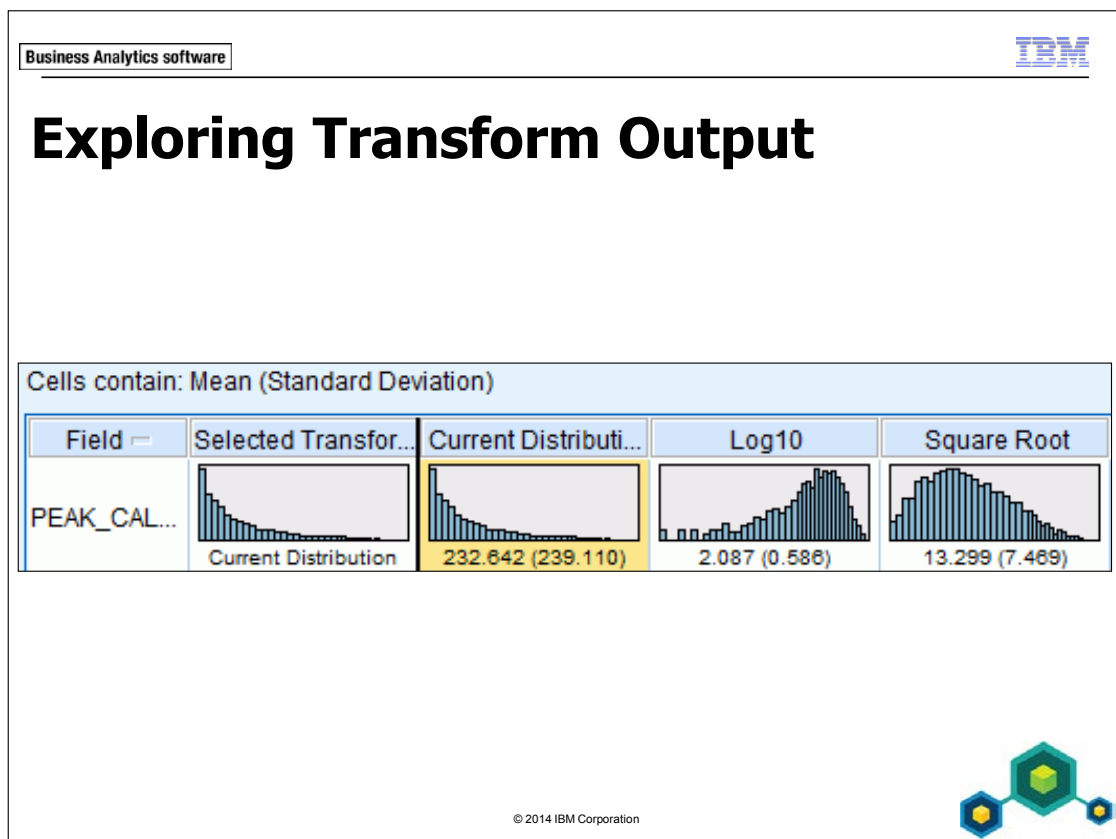 Business Analytics software
IBM
Exploring Transform Output
Cells contain: Mean (Standard Deviation)
Field Selected Transfor... Current Distributi... Log10 Square Root
PEAK_CAL...
Current Distribution 232.642 (239.110) 2.087 (0.586) 13.299 (7.469)
© 2014 IBM Corporation